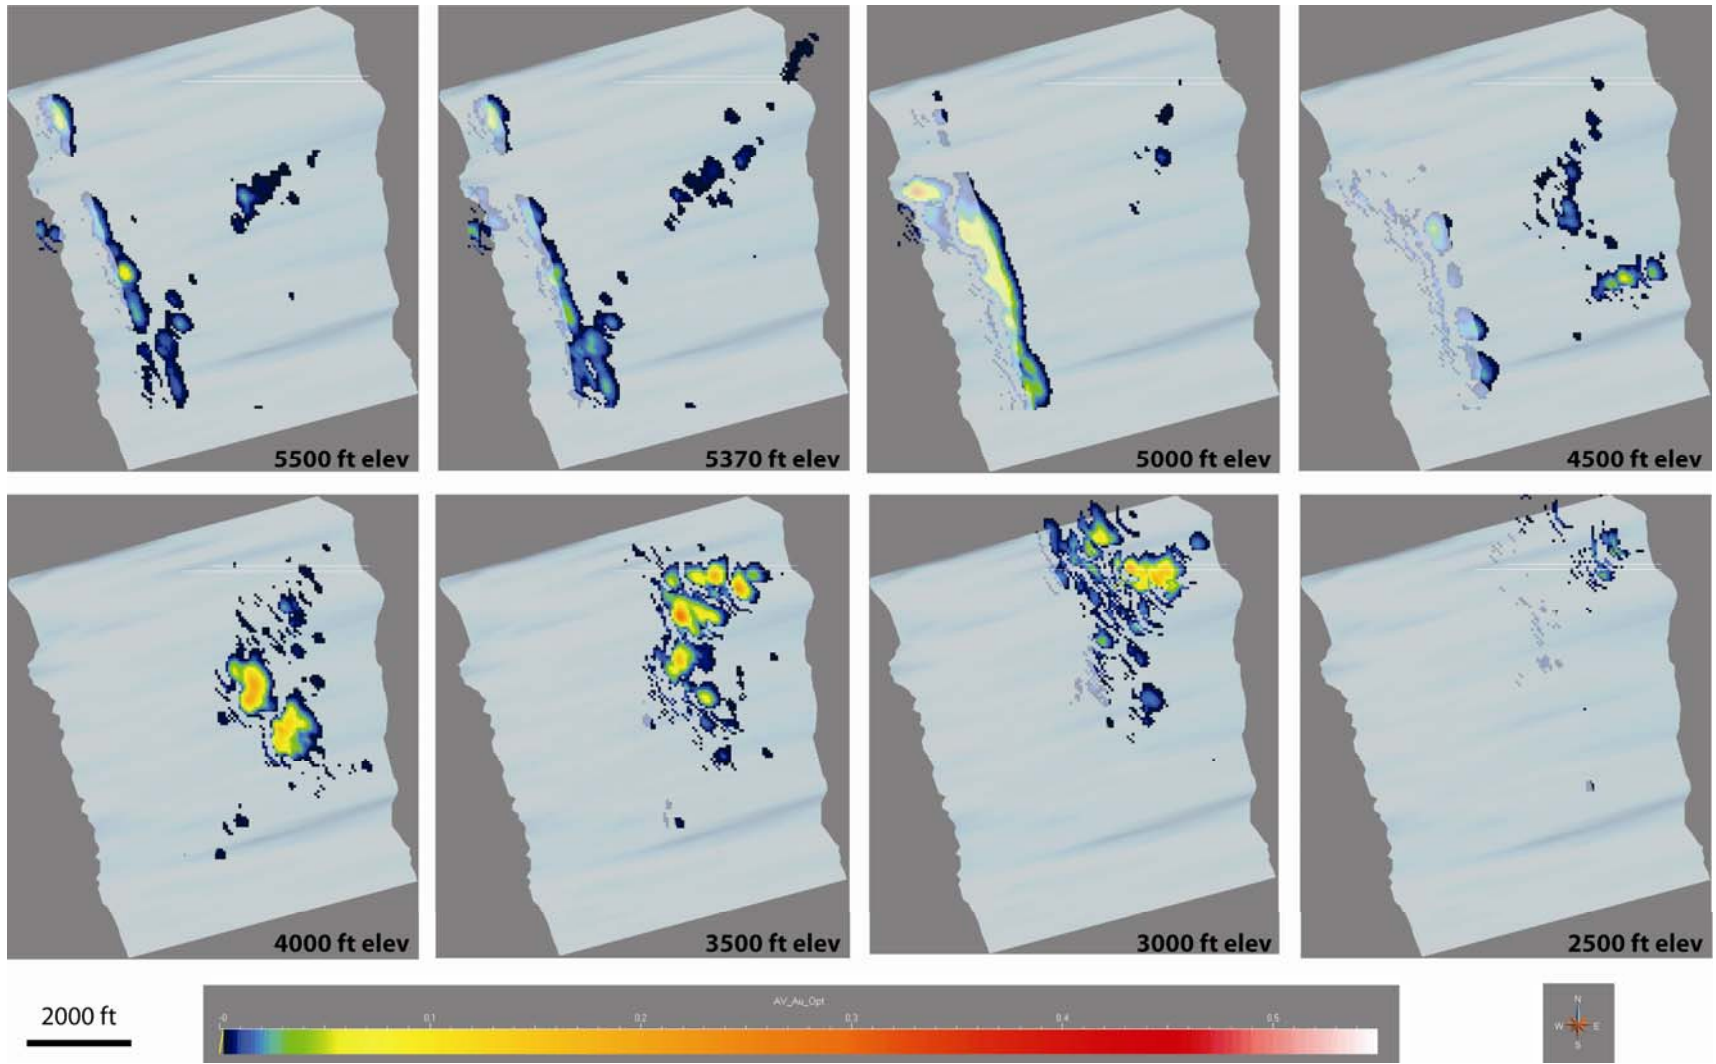 5500 ft elev
5370 ft elev
5000 ft elev
4500 ft elev
4000 ft elev
3500 ft elev
3000 ft elev
2500 ft elev
2000 ft
AV_Au_Opt
0 0.1 0.2 0.3 0.4 0.5
N
W E
S